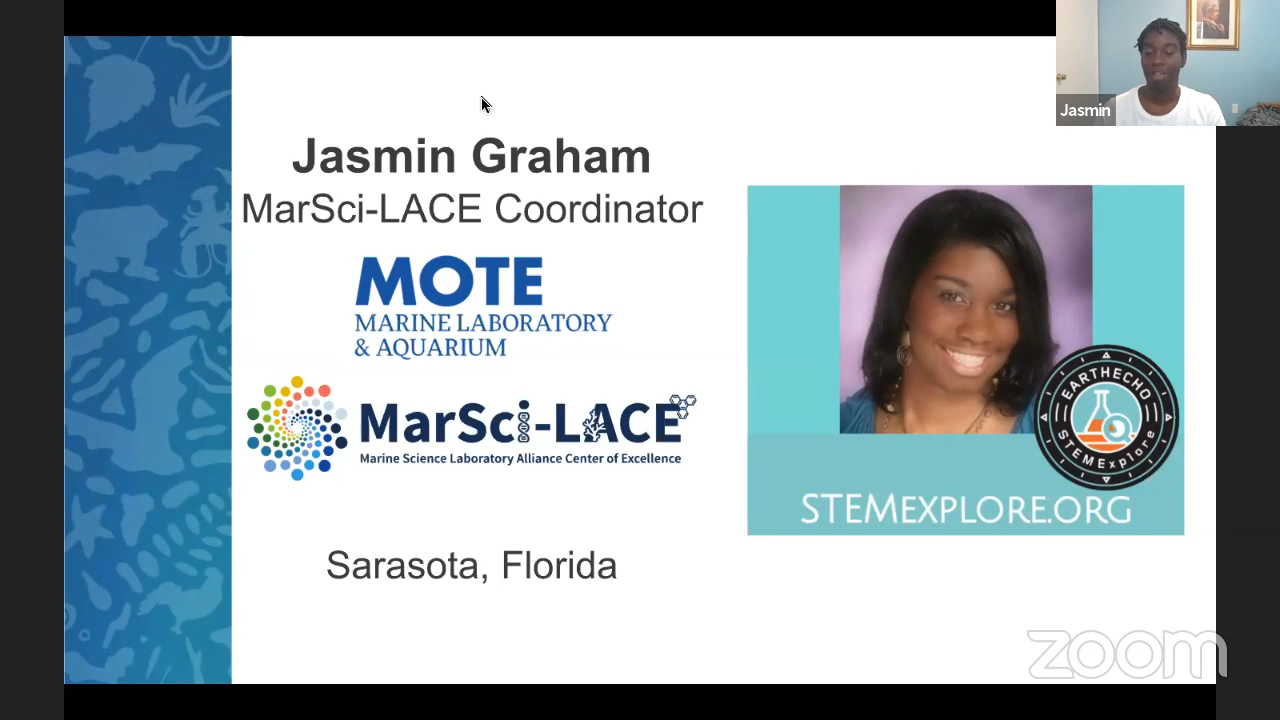 Jasmin
Jasmin Graham
MarSci-LACE Coordinator
MOTE
MARINE LABORATORY
& AQUARIUM
MarSci-LACE
Marine Science Laboratory Alliance Center of Excellence
Sarasota, Florida
EARTHECHO
STEMExplore
STEMEXPLORE.ORG
zoom